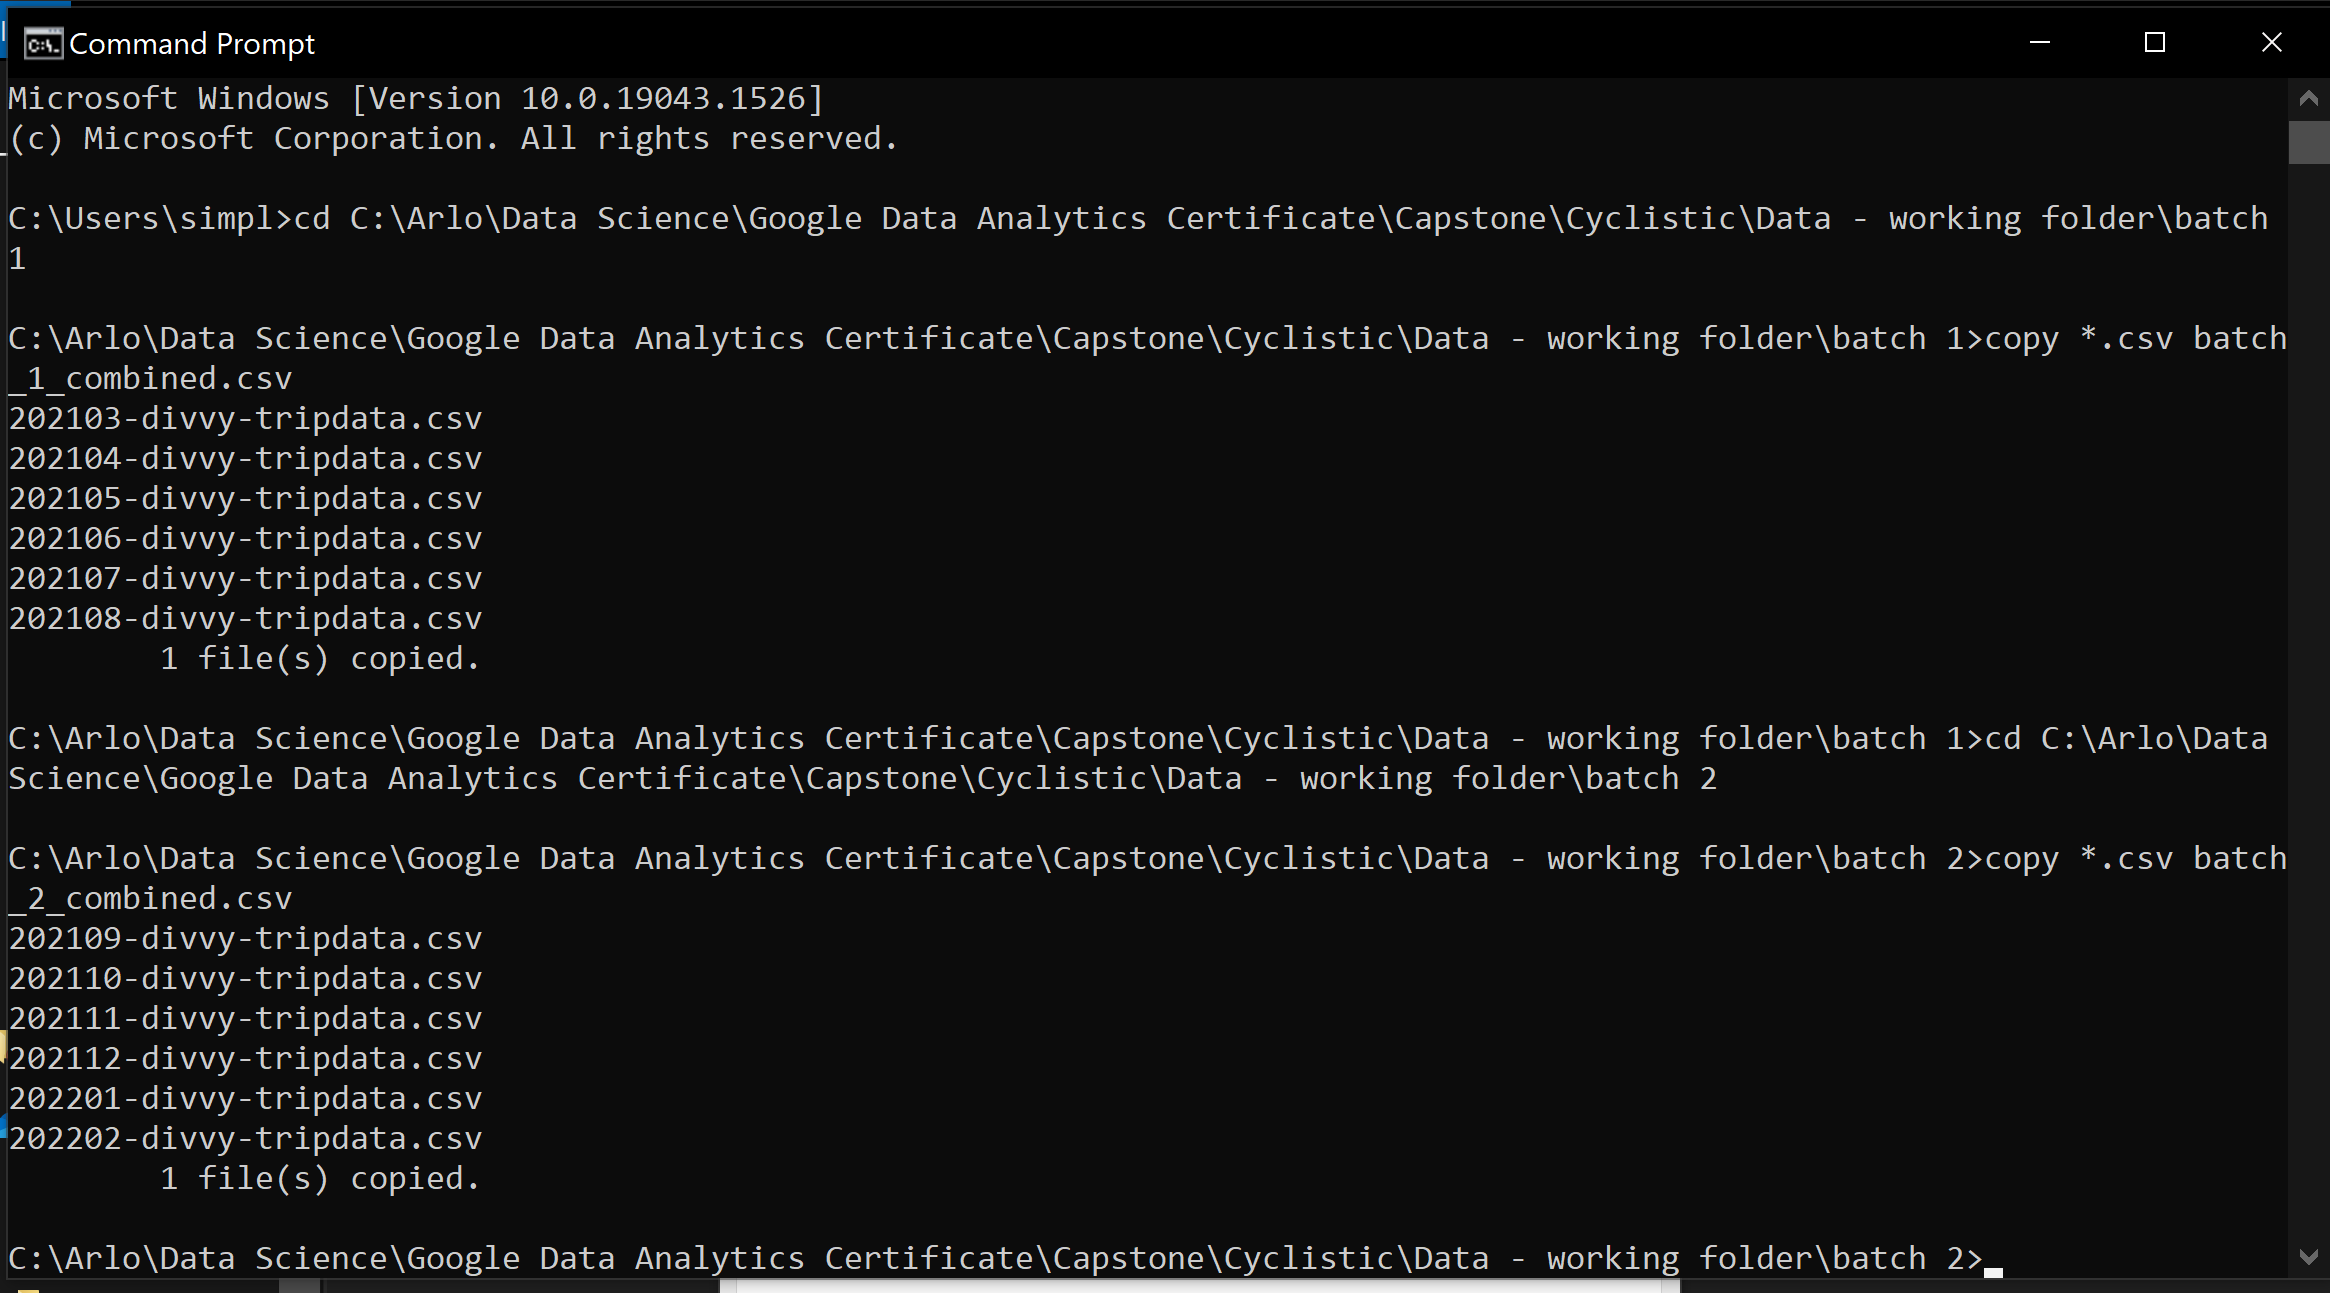 Command Prompt
Microsoft Windows [Version 10.0.19043.1526]
(c) Microsoft Corporation. All rights reserved.
C:\Users\simpl>cd C:\Arlo\Data Science\Google Data Analytics Certificate\Capstone\Cyclistic\Data - working folder\batch
1
C:\Arlo\Data Science\Google Data Analytics Certificate\Capstone\Cyclistic\Data - working folder\batch 1>copy *.csv batch
_1_combined.csv
202103-divvy-tripdata.csv
202104-divvy-tripdata.csv
202105-divvy-tripdata.csv
202106-divvy-tripdata.csv
202107-divvy-tripdata.csv
202108-divvy-tripdata.csv
1 file(s) copied.
C:\Arlo\Data Science\Google Data Analytics Certificate\Capstone\Cyclistic\Data - working folder\batch 1>cd C:\Arlo\Data
Science\Google Data Analytics Certificate\Capstone\Cyclistic\Data - working folder\batch 2
C:\Arlo\Data Science\Google Data Analytics Certificate\Capstone\Cyclistic\Data - working folder\batch 2>copy *.csv batch
_2_combined.csv
202109-divvy-tripdata.csv
202110-divvy-tripdata.csv
202111-divvy-tripdata.csv
202112-divvy-tripdata.csv
202201-divvy-tripdata.csv
202202-divvy-tripdata.csv
1 file(s) copied.
C:\Arlo\Data Science\Google Data Analytics Certificate\Capstone\Cyclistic\Data - working folder\batch 2>